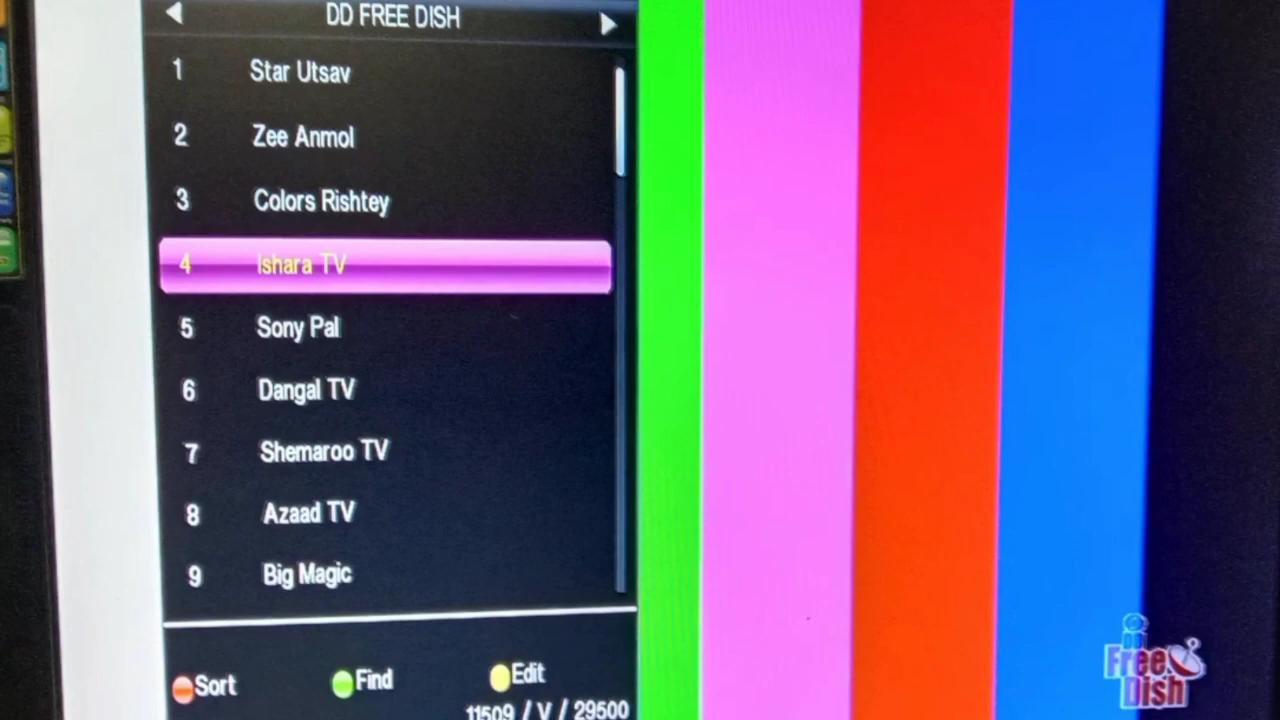 DD FREE DISH
1 Star Utsav
2 Zee Anmol
3 Colors Rishtey
4 Ishara TV
5 Sony Pal
6 Dangal TV
7 Shemaroo TV
8 Azaad TV
9 Big Magic
Sort Find Edit
11509 / V / 29500
Free
Dish